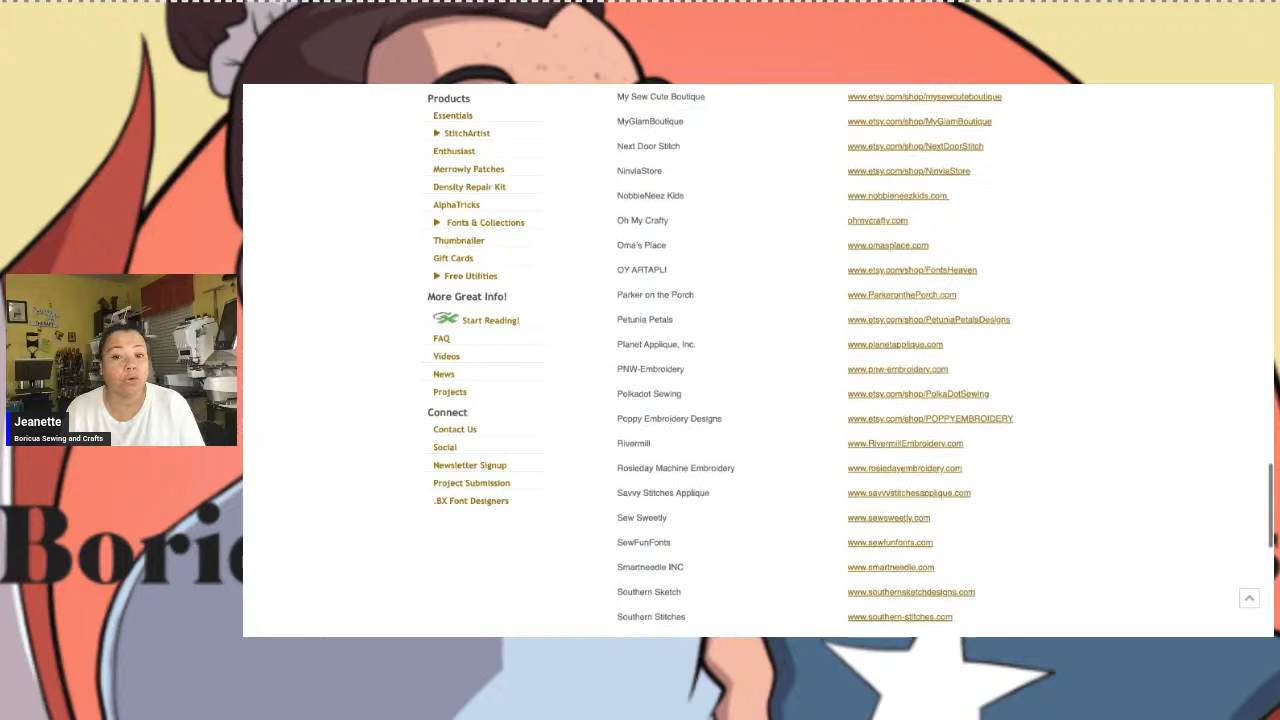 Products
Essentials
StitchArtist
Enthusiast
Merrowly Patches
Density Repair Kit
AlphaTricks
Fonts & Collections
Thumbnailer
Gift Cards
Free Utilities
More Great Info!
Start Reading!
FAQ
Videos
News
Projects
Connect
Contact Us
Social
Newsletter Signup
Project Submission
.BX Font Designers
My Sew Cute Boutique www.etsy.com/shop/mysewcuteboutique
MyGlamBoutique www.etsy.com/shop/MyGlamBoutique
Next Door Stitch www.etsy.com/shop/NextDoorStitch
NinviaStore www.etsy.com/shop/NinviaStore
NobbieNeez Kids www.nobbieneezkids.com
Oh My Crafty ohmycrafty.com
Oma's Place www.omasplace.com
OY ARTAPLI www.etsy.com/shop/FontsHeaven
Parker on the Porch www.ParkeronthePorch.com
Petunia Petals www.etsy.com/shop/PetuniaPetalsDesigns
Planet Applique, Inc. www.planetapplique.com
PNW-Embroidery www.pnw-embroidery.com
Polkadot Sewing www.etsy.com/shop/PolkaDotSewing
Poppy Embroidery Designs www.etsy.com/shop/POPPYEMBROIDERY
Rivermill www.RivermillEmbroidery.com
Rosieday Machine Embroidery www.rosiedayembroidery.com
Savvy Stitches Applique www.savvystitchesapplique.com
Sew Sweetly www.sewsweetly.com
SewFunFonts www.sewfunfonts.com
Smartneedle INC www.smartneedle.com
Southern Sketch www.southernsketchdesigns.com
Southern Stitches www.southern-stitches.com
Jeanette
Boricua Sewing and Crafts
Boric